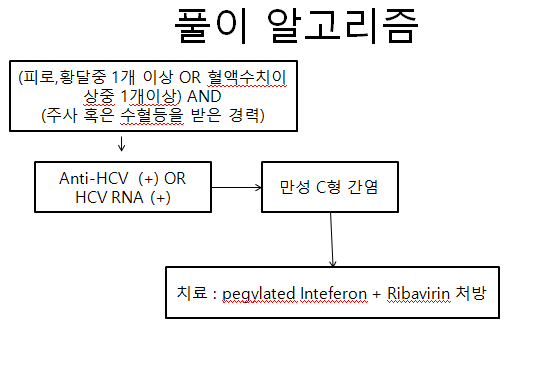 풀이 알고리즘
(피로,황달중 1개 이상 OR 혈액수치이
상중 1개이상) AND
(주사 혹은 수혈등을 받은 경력)
Anti-HCV (+) OR
HCV RNA (+)
만성 C형 간염
치료 : pegylated Inteferon + Ribavirin 처방